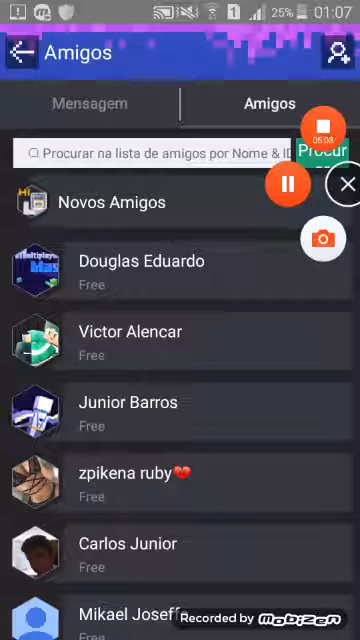 1 25% 01:07
Amigos
Mensagem Amigos
05:08
Procurar na lista de amigos por Nome & ID
Procur
Novos Amigos
Douglas Eduardo
Free
Victor Alencar
Free
Junior Barros
Free
zpikena ruby💔
Free
Carlos Junior
Free
Mikael Joseffe
Recorded by MOBIZEN